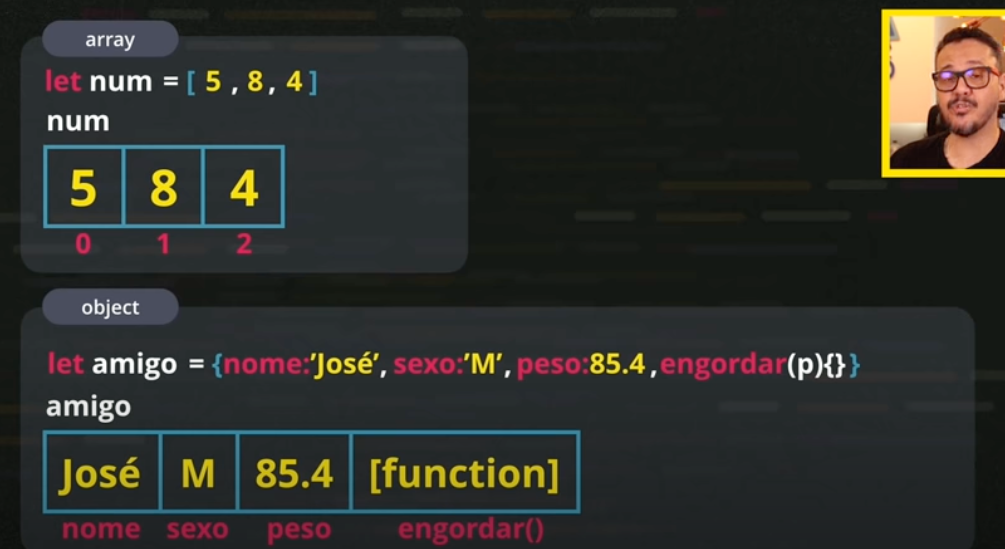 array
let num = [ 5 , 8 , 4 ]
num
5 8 4
0 1 2
object
let amigo = {nome:’José’, sexo:’M’, peso:85.4 ,engordar(p){}}
amigo
José M 85.4 [function]
nome sexo peso engordar()